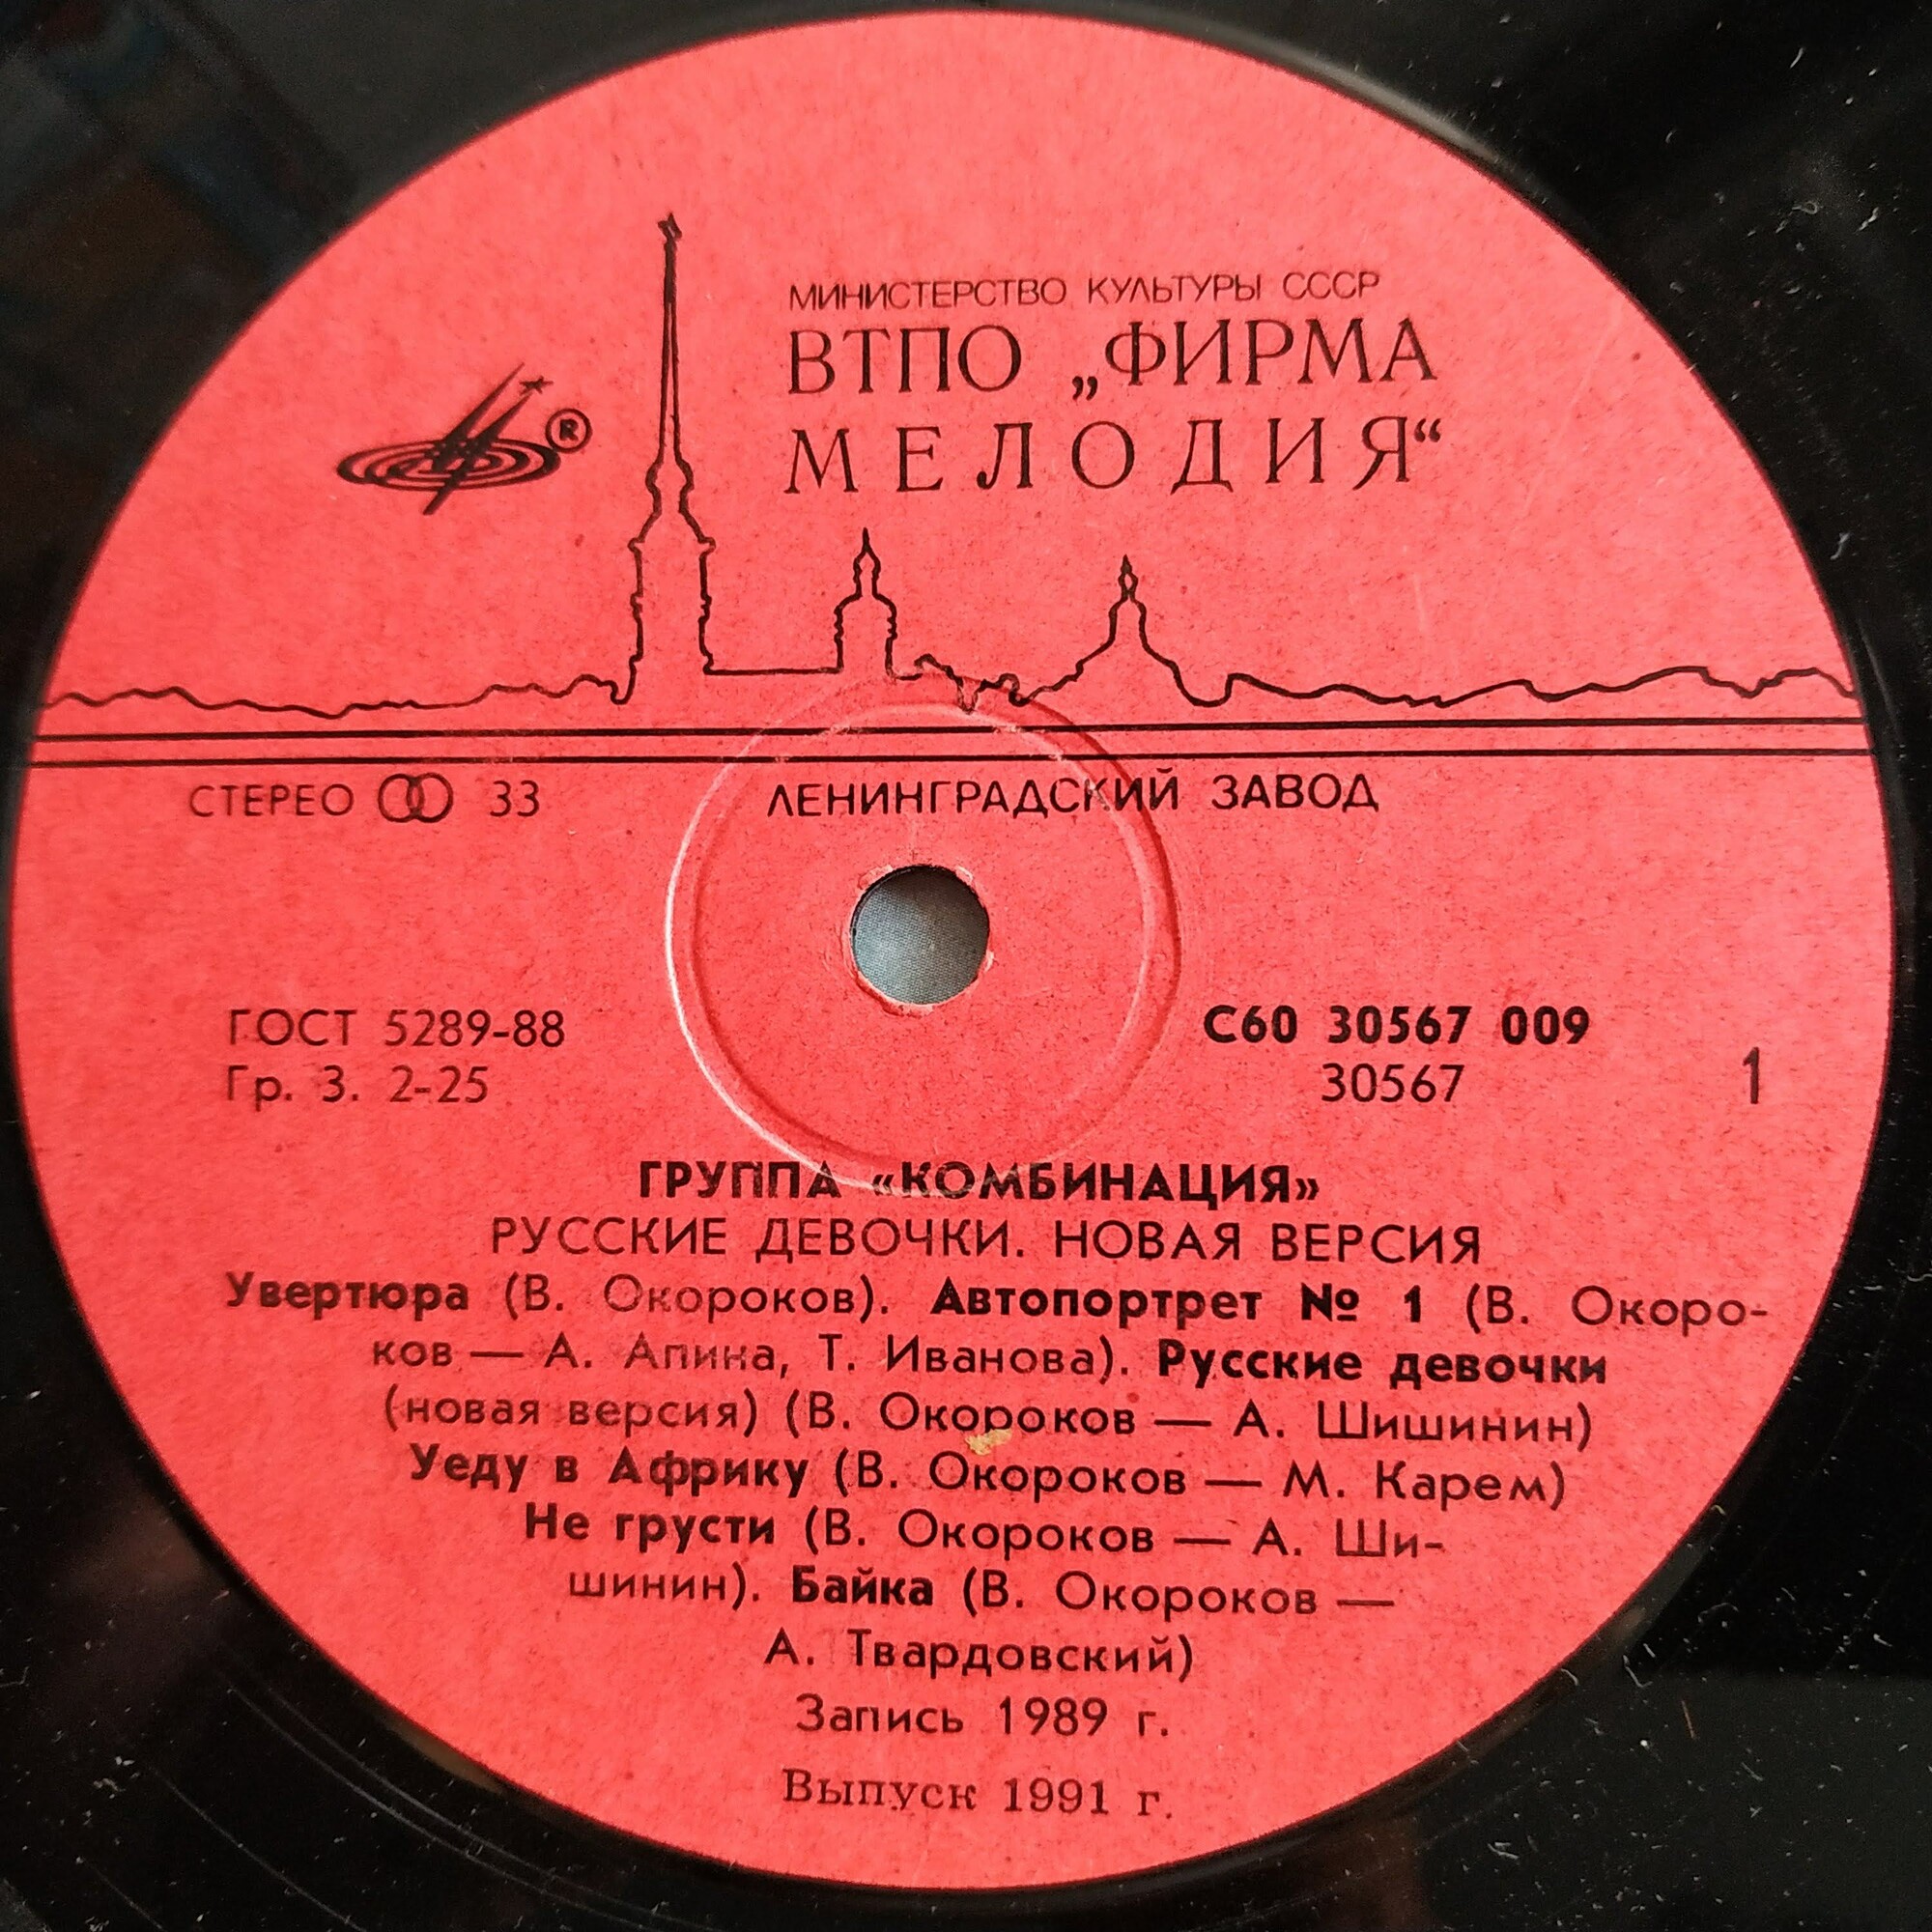 МИНИСТЕРСТВО КУЛЬТУРЫ СССР
ВТПО „ФИРМА
МЕЛОДИЯ“
®
СТЕРЕО 33
ЛЕНИНГРАДСКИЙ ЗАВОД
ГОСТ 5289-88
Гр. 3. 2-25
С60 30567 009
30567
1
ГРУППА «КОМБИНАЦИЯ»
РУССКИЕ ДЕВОЧКИ. НОВАЯ ВЕРСИЯ
Увертюра (В. Окороков). Автопортрет № 1 (В. Окоро-
ков — А. Апина, Т. Иванова). Русские девочки
(новая версия) (В. Окороков — А. Шишинин)
Уеду в Африку (В. Окороков — М. Карем)
Не грусти (В. Окороков — А. Ши-
шинин). Байка (В. Окороков —
А. Твардовский)
Запись 1989 г.
Выпуск 1991 г.